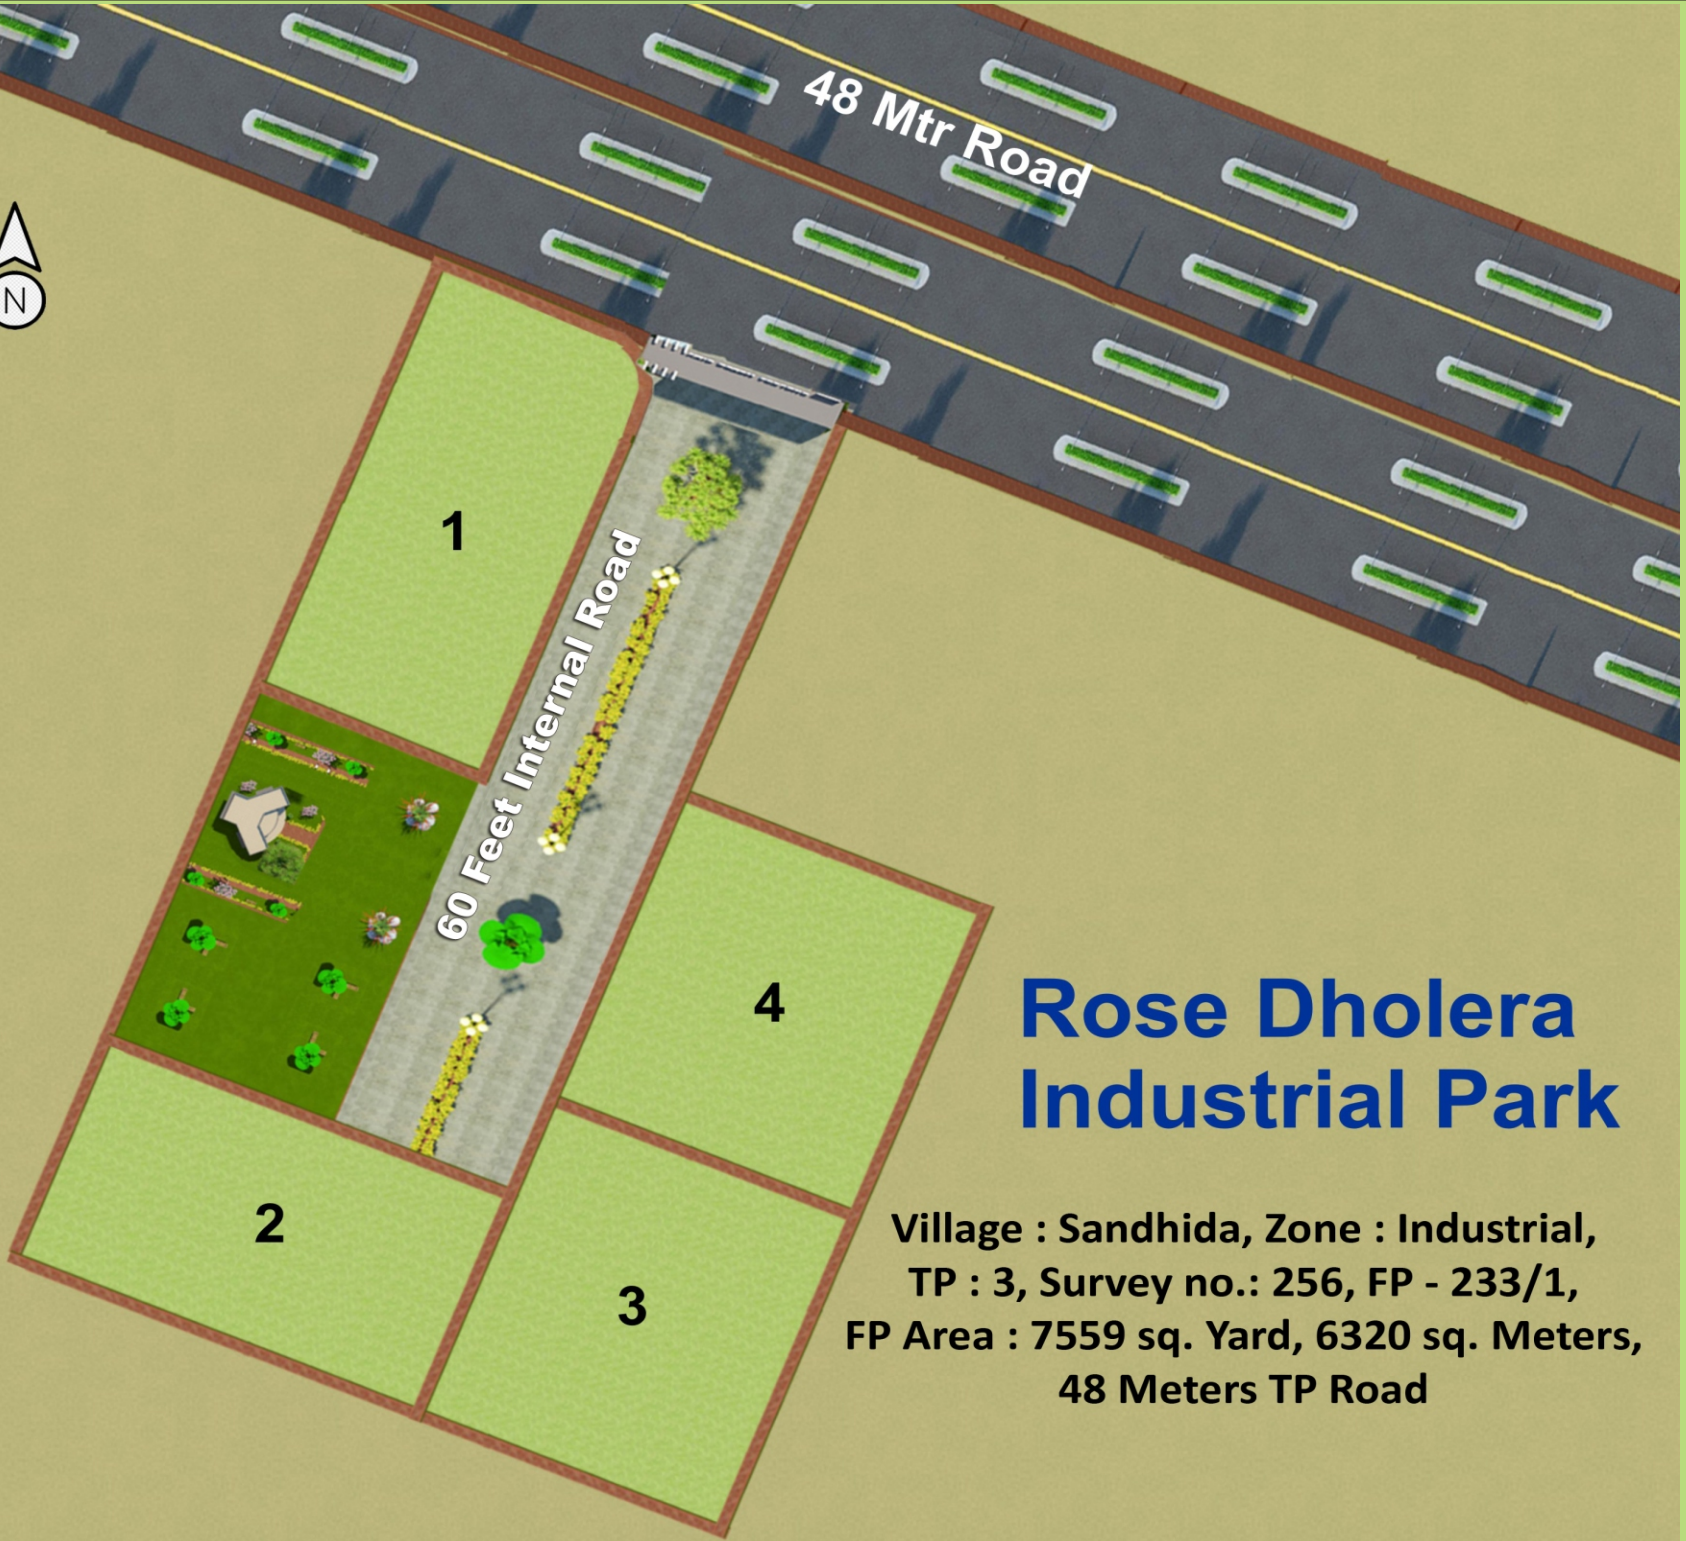 48 Mtr Road
N
1
60 Feet Internal Road
4
2
3
Rose Dholera
Industrial Park
Village : Sandhida, Zone : Industrial,
TP : 3, Survey no.: 256, FP - 233/1,
FP Area : 7559 sq. Yard, 6320 sq. Meters,
48 Meters TP Road